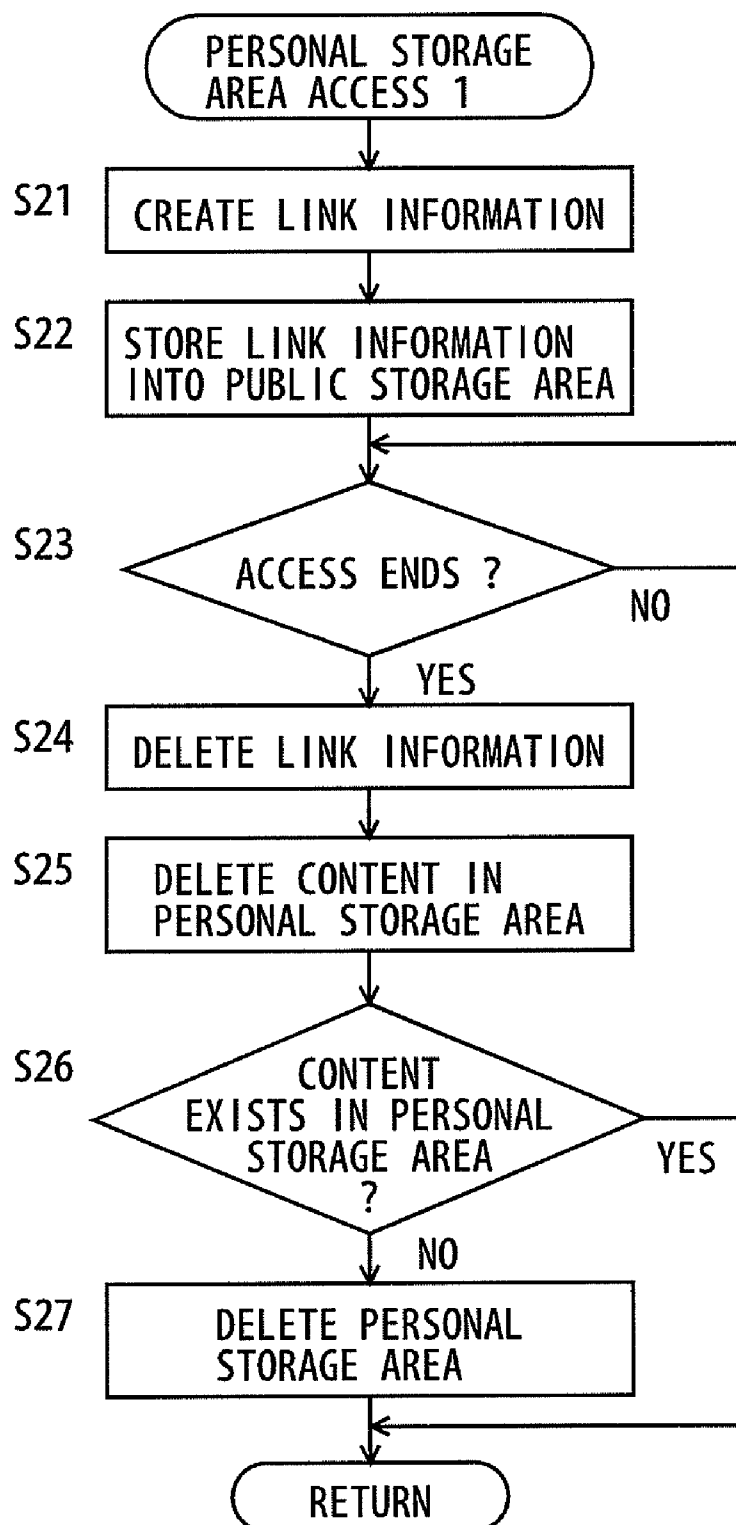 PERSONAL STORAGE
AREA ACCESS 1
S21
CREATE LINK INFORMATION
S22
STORE LINK INFORMATION
INTO PUBLIC STORAGE AREA
S23
ACCESS ENDS ?
NO
YES
S24
DELETE LINK INFORMATION
S25
DELETE CONTENT IN
PERSONAL STORAGE AREA
S26
CONTENT
EXISTS IN PERSONAL
STORAGE AREA
?
YES
NO
S27
DELETE PERSONAL
STORAGE AREA
RETURN